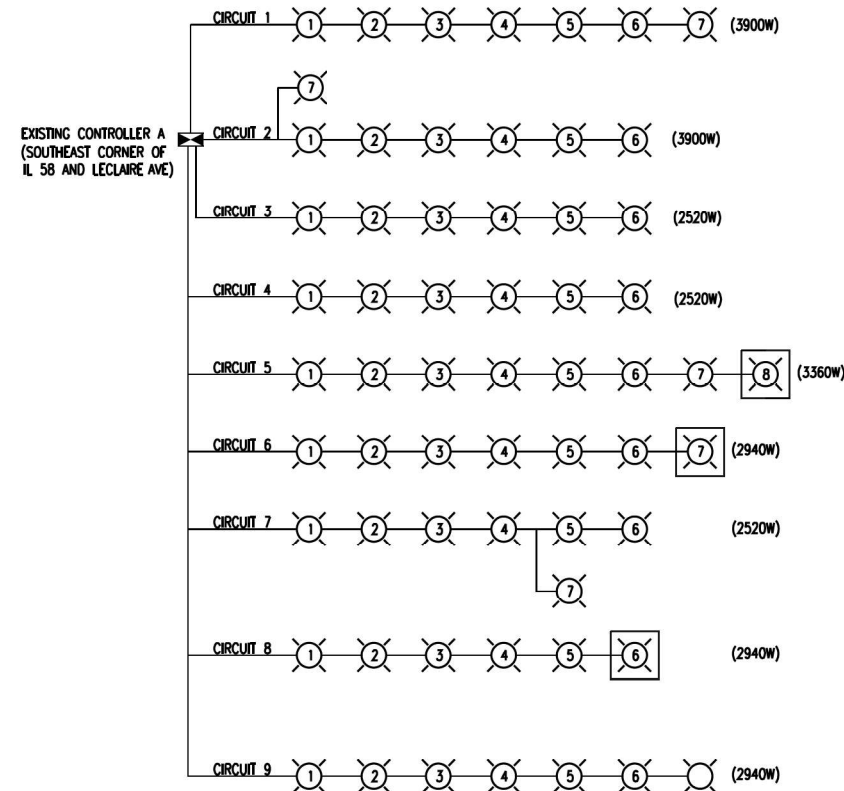 CIRCUIT 1 1 2 3 4 5 6 7 (3900W)
7
EXISTING CONTROLLER A
(SOUTHEAST CORNER OF
IL 58 AND LECLAIRE AVE)
CIRCUIT 2 1 2 3 4 5 6 (3900W)
CIRCUIT 3 1 2 3 4 5 6 (2520W)
CIRCUIT 4 1 2 3 4 5 6 (2520W)
CIRCUIT 5 1 2 3 4 5 6 7 8 (3360W)
CIRCUIT 6 1 2 3 4 5 6 7 (2940W)
CIRCUIT 7 1 2 3 4 5 6 (2520W)
7
CIRCUIT 8 1 2 3 4 5 6 (2940W)
CIRCUIT 9 1 2 3 4 5 6 (2940W)